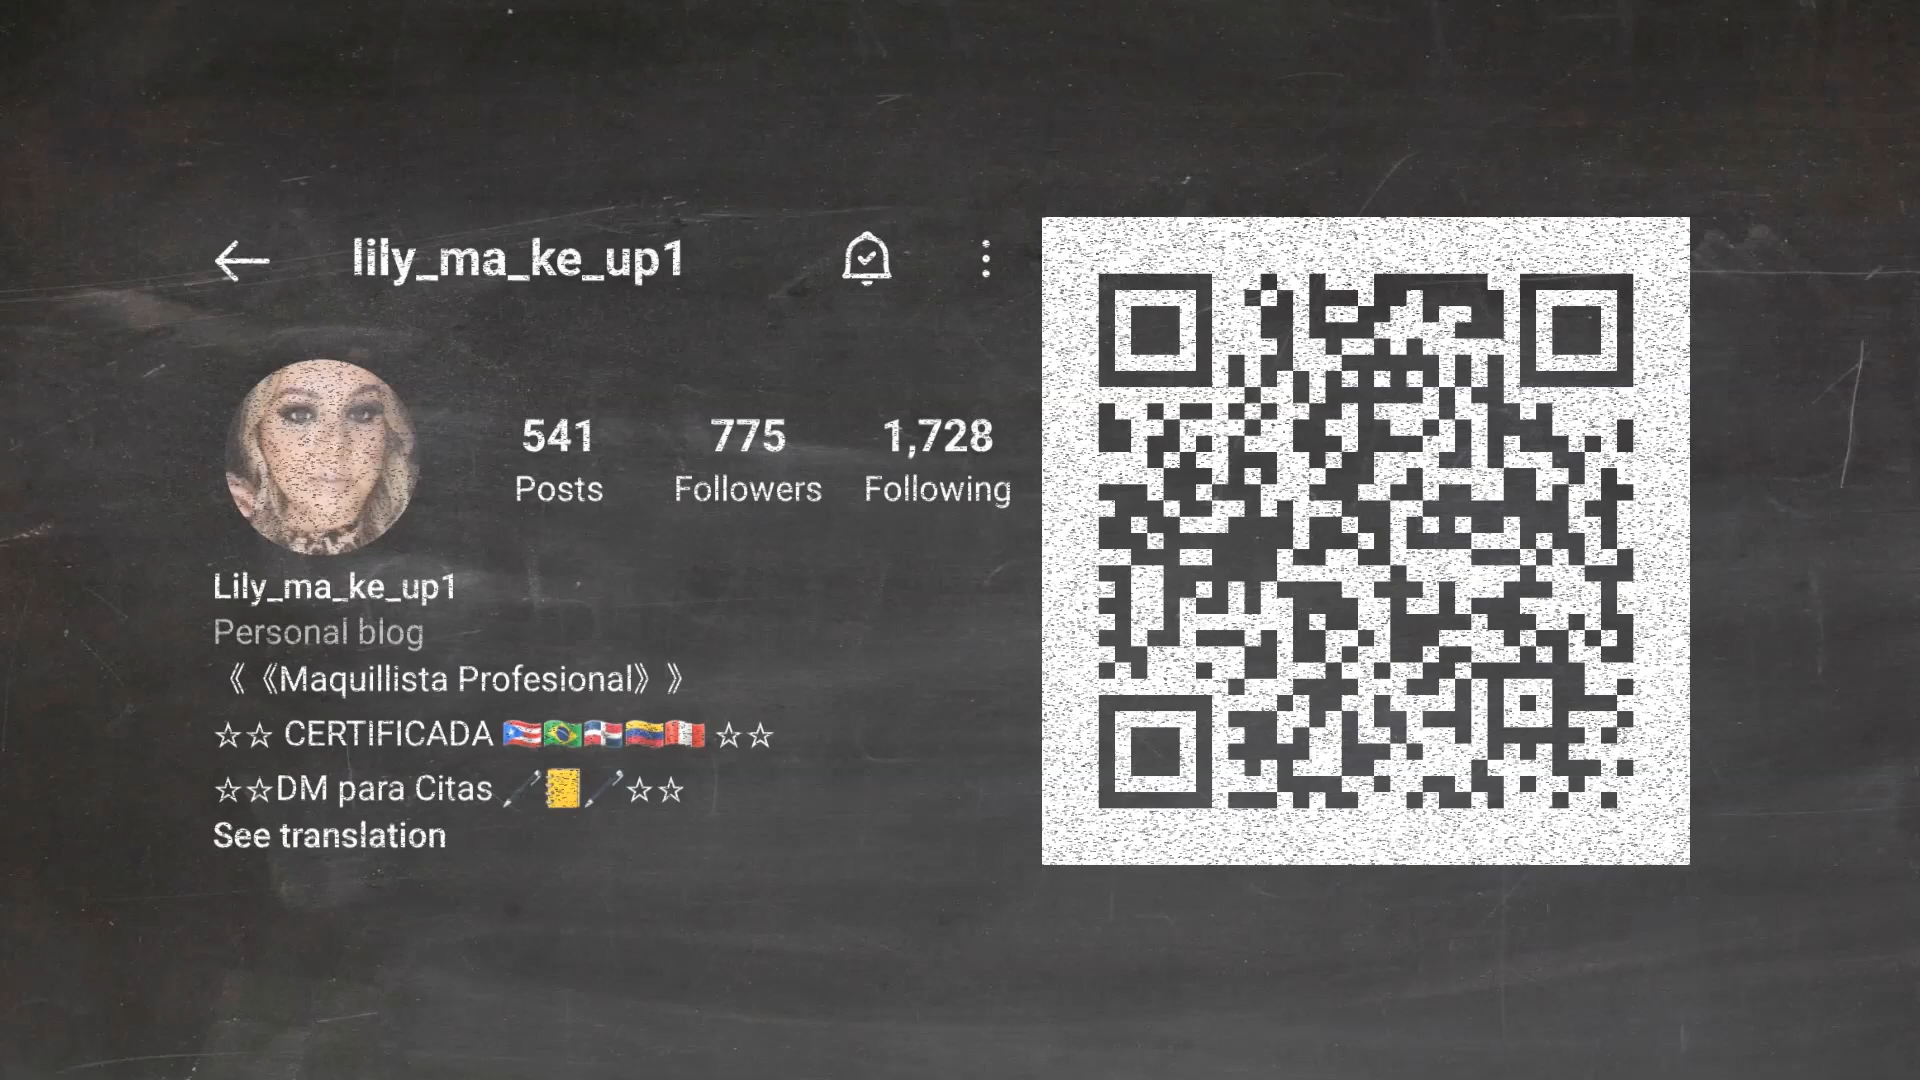 lily_ma_ke_up1
541 775 1,728
Posts Followers Following
Lily_ma_ke_up1
Personal blog
《《Maquillista Profesional》》
☆☆ CERTIFICADA 🇵🇷🇧🇷🇩🇴🇻🇪🇵🇪 ☆☆
☆☆DM para Citas 🖊📒🖊☆☆
See translation